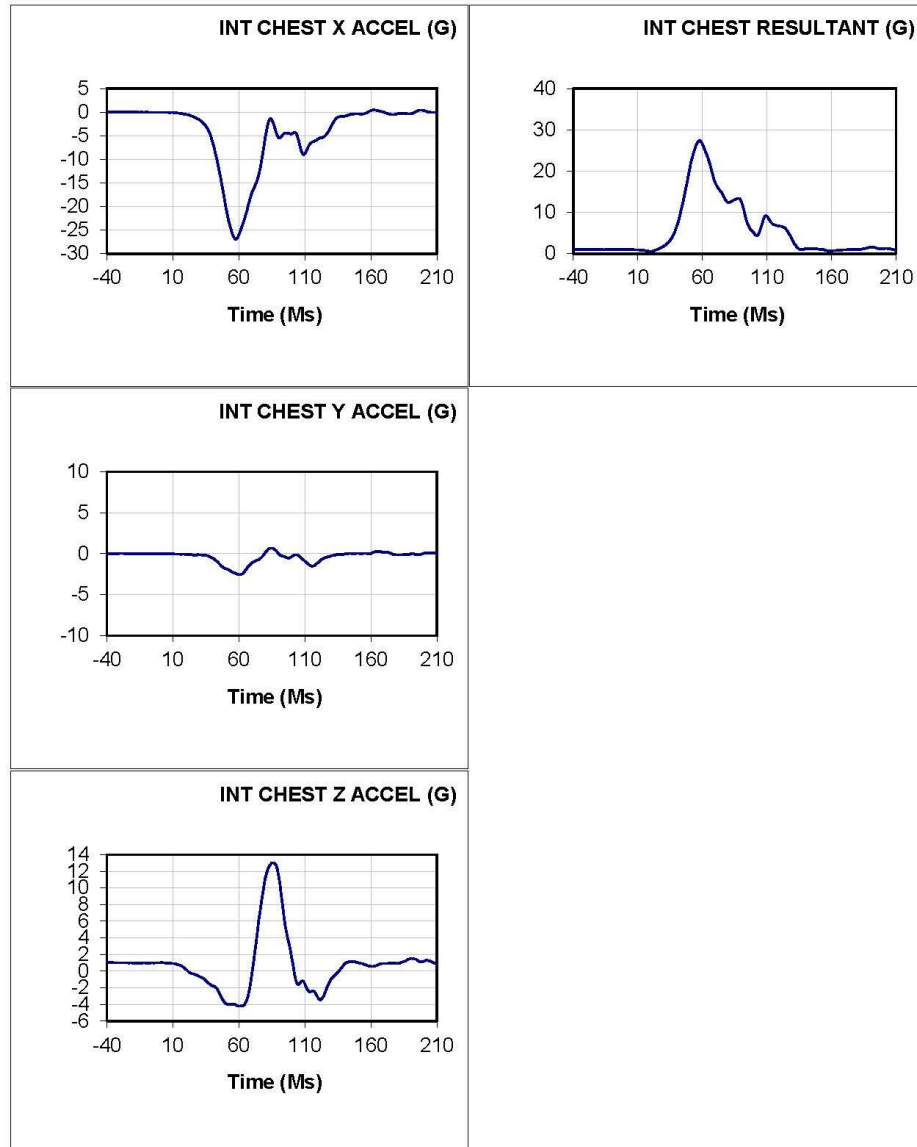 INT CHEST X ACCEL (G)
5
0
-5
-10
-15
-20
-25
-30
-40 10 60 110 160 210
Time (Ms)
INT CHEST RESULTANT (G)
40
30
20
10
0
-40 10 60 110 160 210
Time (Ms)
INT CHEST Y ACCEL (G)
10
5
0
-5
-10
-40 10 60 110 160 210
Time (Ms)
INT CHEST Z ACCEL (G)
14
12
10
8
6
4
2
0
-2
-4
-6
-40 10 60 110 160 210
Time (Ms)